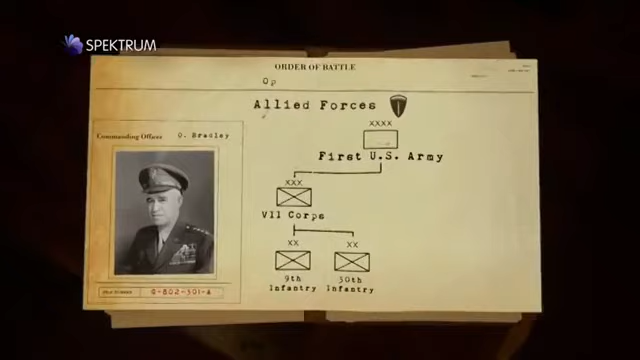 SPEKTRUM
ORDER OF BATTLE
Op
Allied Forces
XXXX
Commanding Officer O. Bradley
First U.S. Army
XXX
VII Corps
XX XX
9th 30th
Infantry Infantry
G-802-301-A